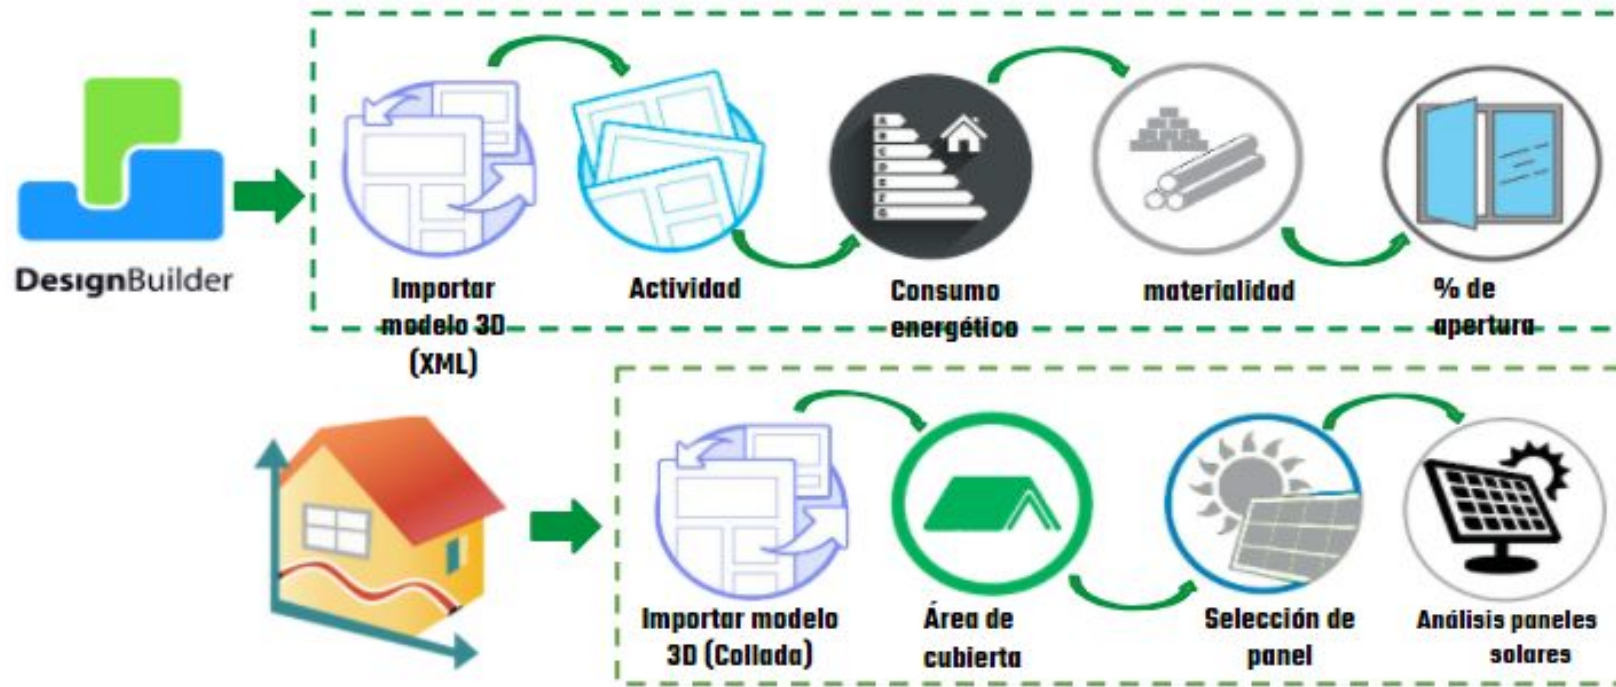 DesignBuilder
Importar
modelo 3D
(XML)
Actividad
Consumo
energético
materialidad
% de
apertura
A
B
C
D
E
F
G
Importar modelo
3D (Collada)
Área de
cubierta
Selección de
panel
Análisis paneles
solares